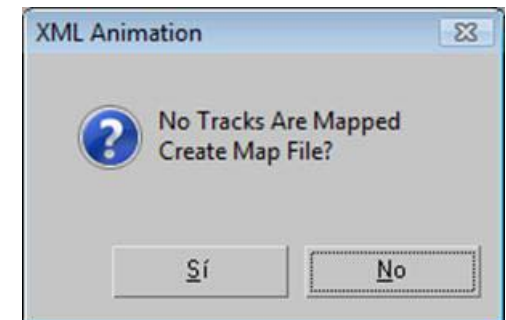 XML Animation
No Tracks Are Mapped
Create Map File?
Sí
No